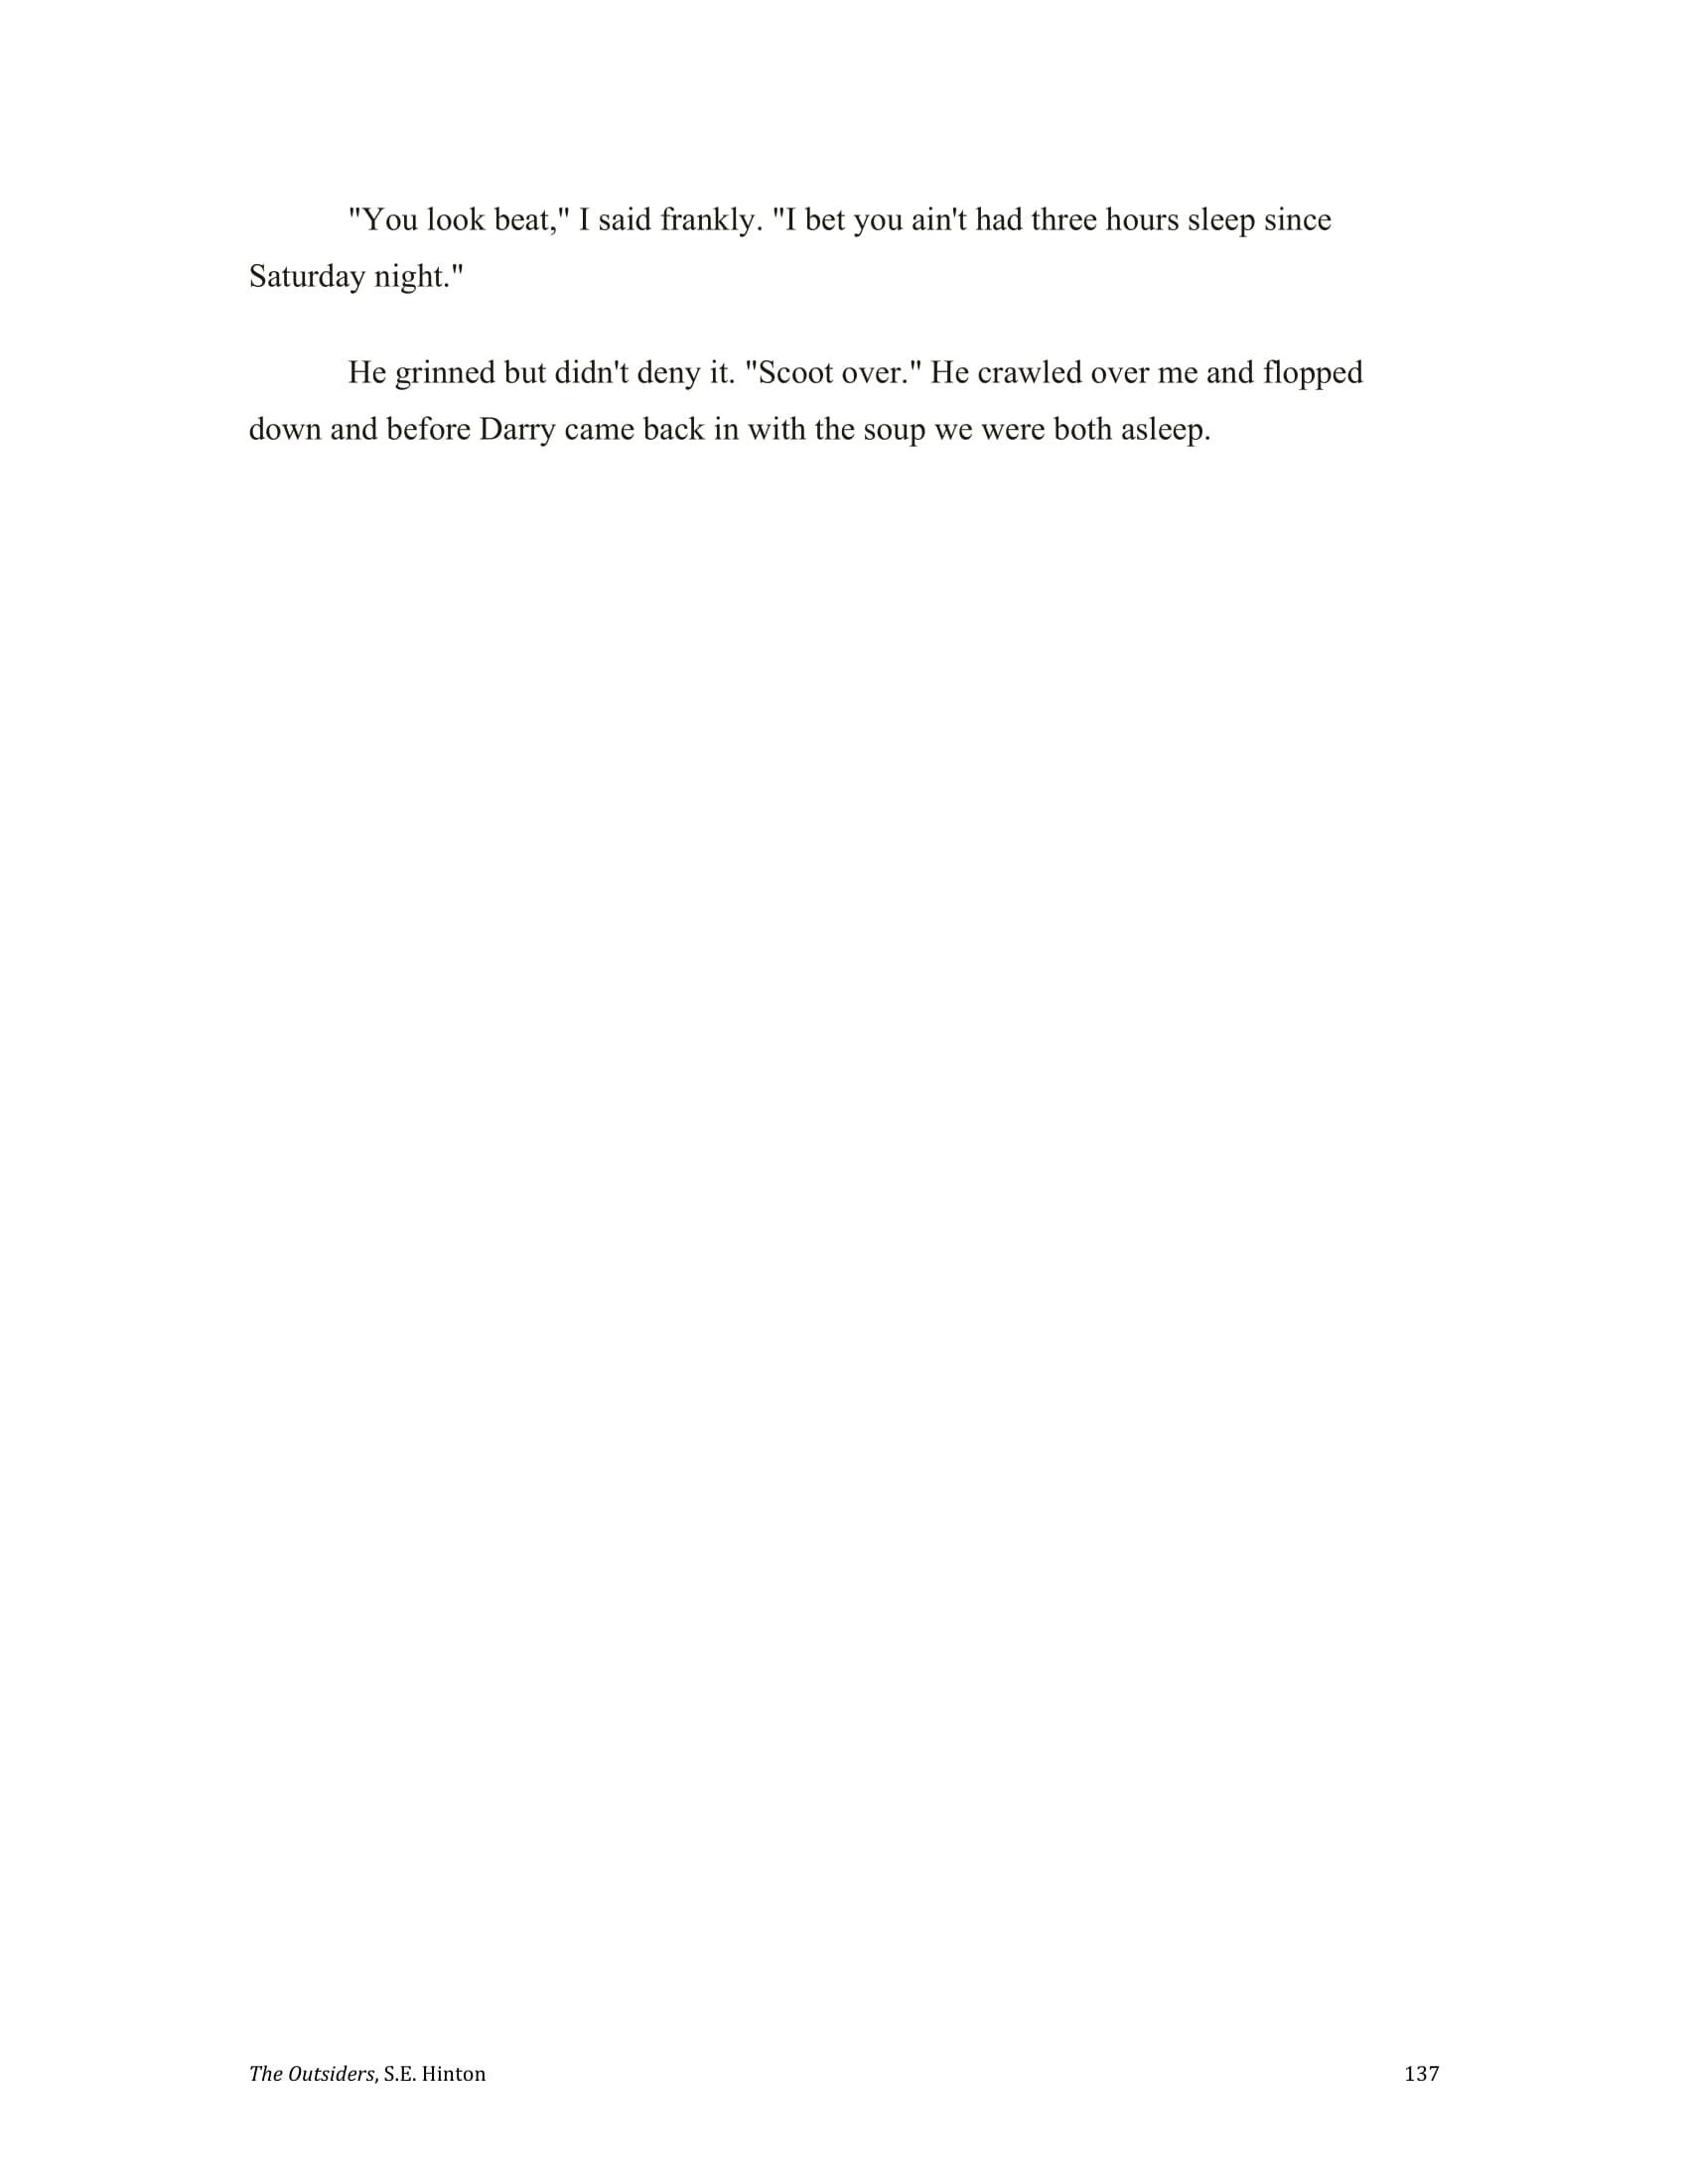 "You look beat," I said frankly. "I bet you ain't had three hours sleep since
Saturday night."
He grinned but didn't deny it. "Scoot over." He crawled over me and flopped
down and before Darry came back in with the soup we were both asleep.
The Outsiders, S.E. Hinton 137